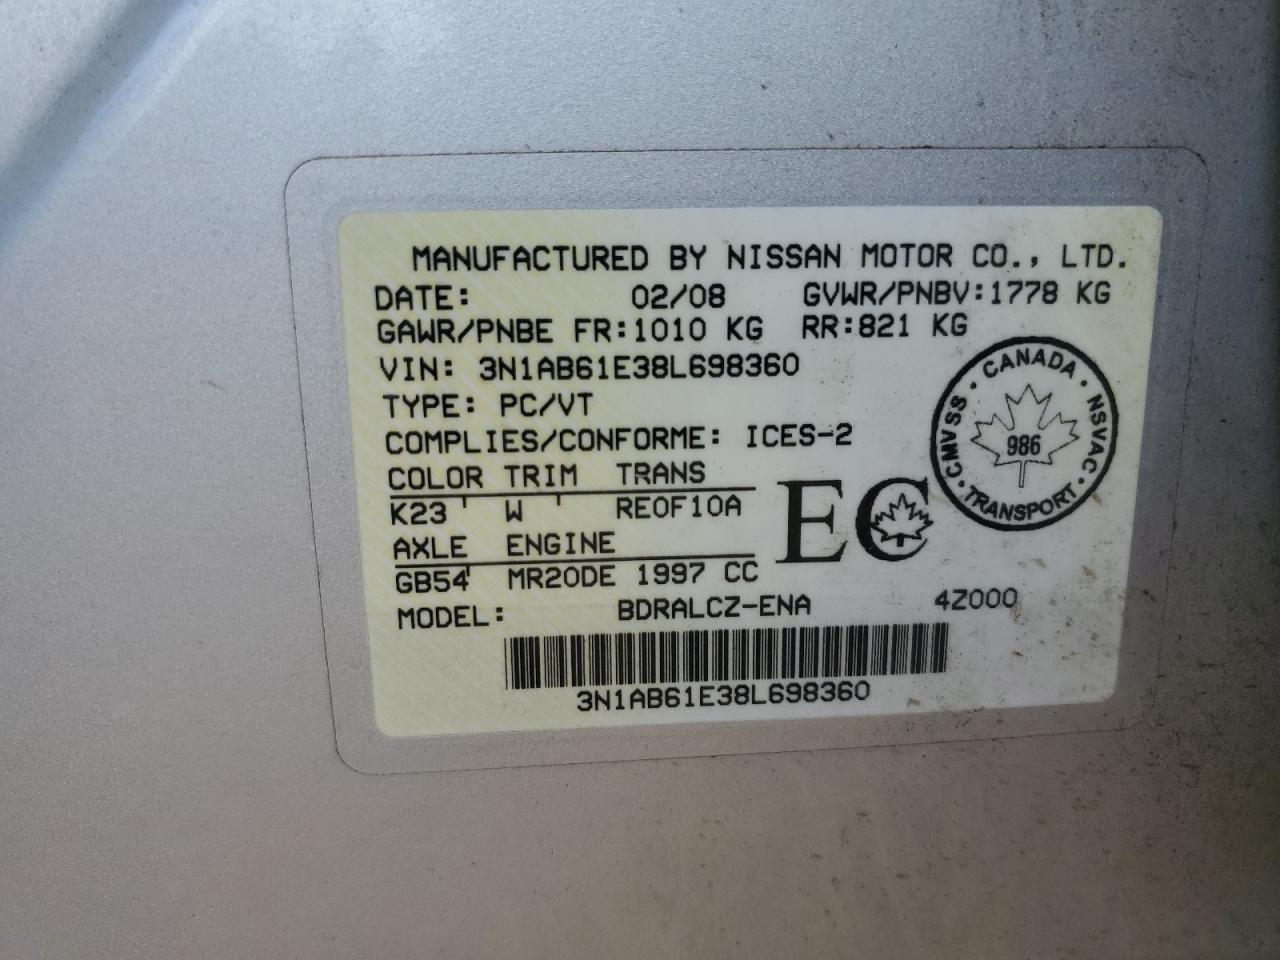 MANUFACTURED BY NISSAN MOTOR CO., LTD.
DATE: 02/08 GVWR/PNBV:1778 KG
GAWR/PNBE FR:1010 KG RR:821 KG
VIN: 3N1AB61E38L698360
TYPE: PC/VT
COMPLIES/CONFORME: ICES-2
COLOR TRIM TRANS
K23 W RE0F10A
AXLE ENGINE
GB54 MR20DE 1997 CC
MODEL: BDRALCZ-ENA 4Z000
3N1AB61E38L698360
EC
CANADA · NSVAC · TRANSPORT · CMVSS ·
986